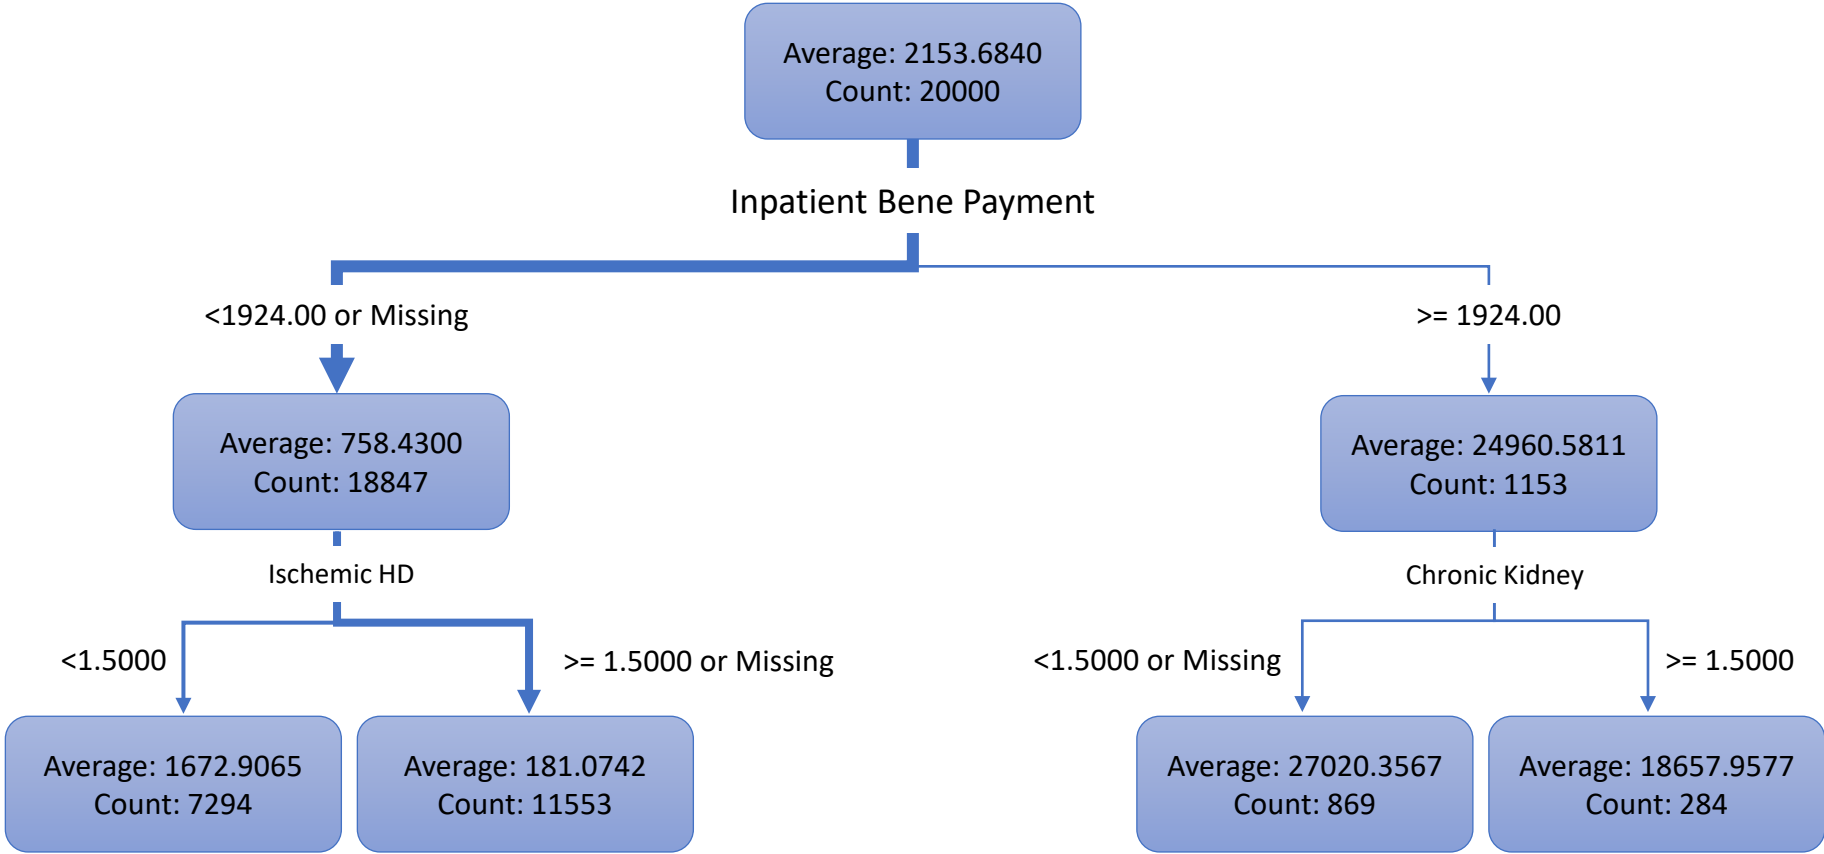 Average: 2153.6840
Count: 20000
Inpatient Bene Payment
<1924.00 or Missing
>= 1924.00
Average: 758.4300
Count: 18847
Average: 24960.5811
Count: 1153
Ischemic HD
Chronic Kidney
<1.5000
>= 1.5000 or Missing
<1.5000 or Missing
>= 1.5000
Average: 1672.9065
Count: 7294
Average: 181.0742
Count: 11553
Average: 27020.3567
Count: 869
Average: 18657.9577
Count: 284